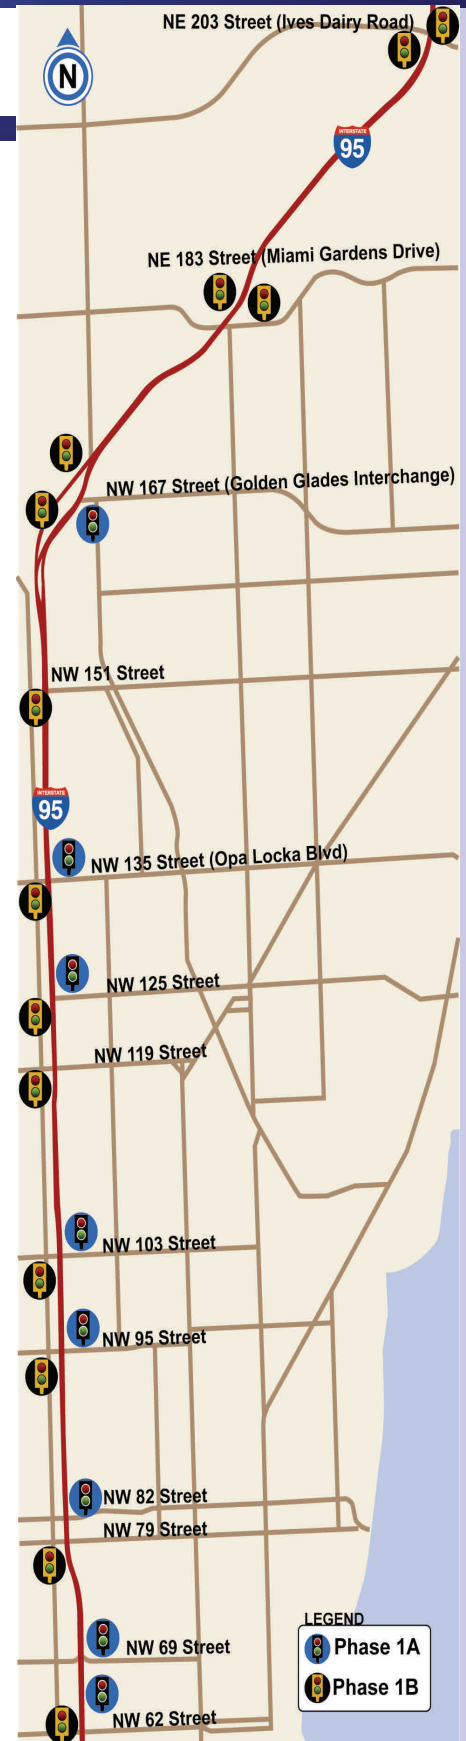 NE 203 Street (Ives Dairy Road)
N
INTERSTATE
95
NE 183 Street (Miami Gardens Drive)
NW 167 Street (Golden Glades Interchange)
NW 151 Street
INTERSTATE
95
NW 135 Street (Opa Locka Blvd)
NW 125 Street
NW 119 Street
NW 103 Street
NW 95 Street
NW 82 Street
NW 79 Street
LEGEND
Phase 1A
NW 69 Street
Phase 1B
NW 62 Street